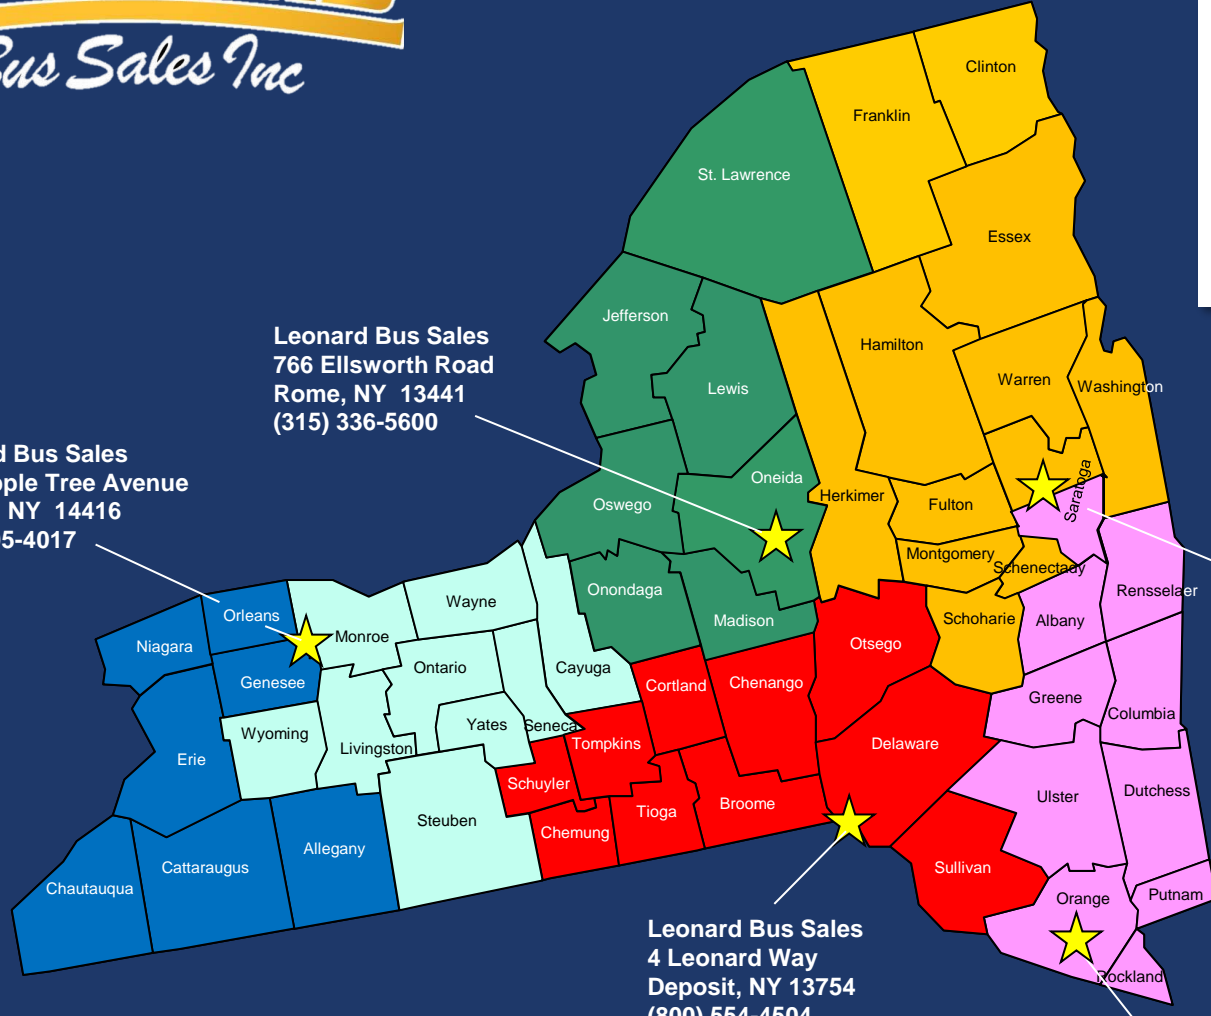 Bus Sales Inc
Clinton
Franklin
St. Lawrence
Essex
Jefferson
Hamilton
Lewis
Warren
Washington
Leonard Bus Sales
766 Ellsworth Road
Rome, NY 13441
(315) 336-5600
Bus Sales
Tree Avenue
NY 14416
5-4017
Oneida
Oswego
Herkimer
Fulton
Saratoga
Montgomery
Schenectady
Onondaga
Madison
Schoharie
Albany
Rensselaer
Wayne
Orleans
Monroe
Niagara
Genesee
Ontario
Cayuga
Otsego
Cortland
Chenango
Greene
Columbia
Wyoming
Livingston
Yates
Seneca
Tompkins
Delaware
Erie
Schuyler
Steuben
Chemung
Tioga
Broome
Ulster
Dutchess
Allegany
Cattaraugus
Chautauqua
Sullivan
Orange
Putnam
Rockland
Leonard Bus Sales
4 Leonard Way
Deposit, NY 13754
(800) 554-4504